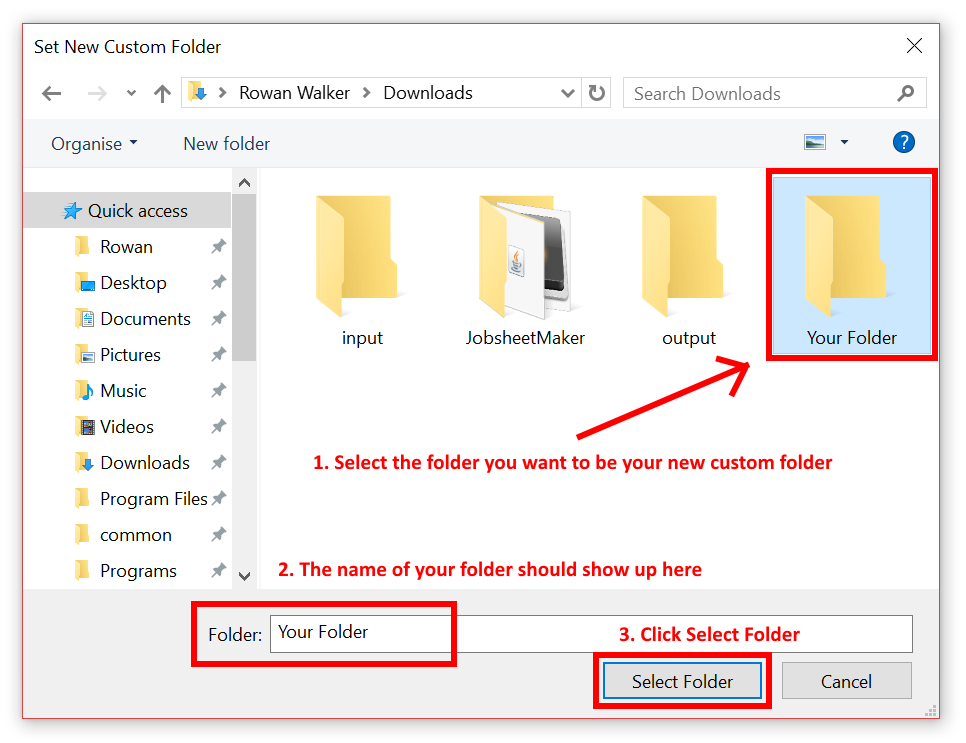 Set New Custom Folder
Rowan Walker
Downloads
Search Downloads
Organise
New folder
?
Quick access
Rowan
Desktop
Documents
Pictures
Music
Videos
Downloads
Program Files
common
Programs
input
JobsheetMaker
output
Your Folder
1. Select the folder you want to be your new custom folder
2. The name of your folder should show up here
Folder: Your Folder
3. Click Select Folder
Select Folder
Cancel